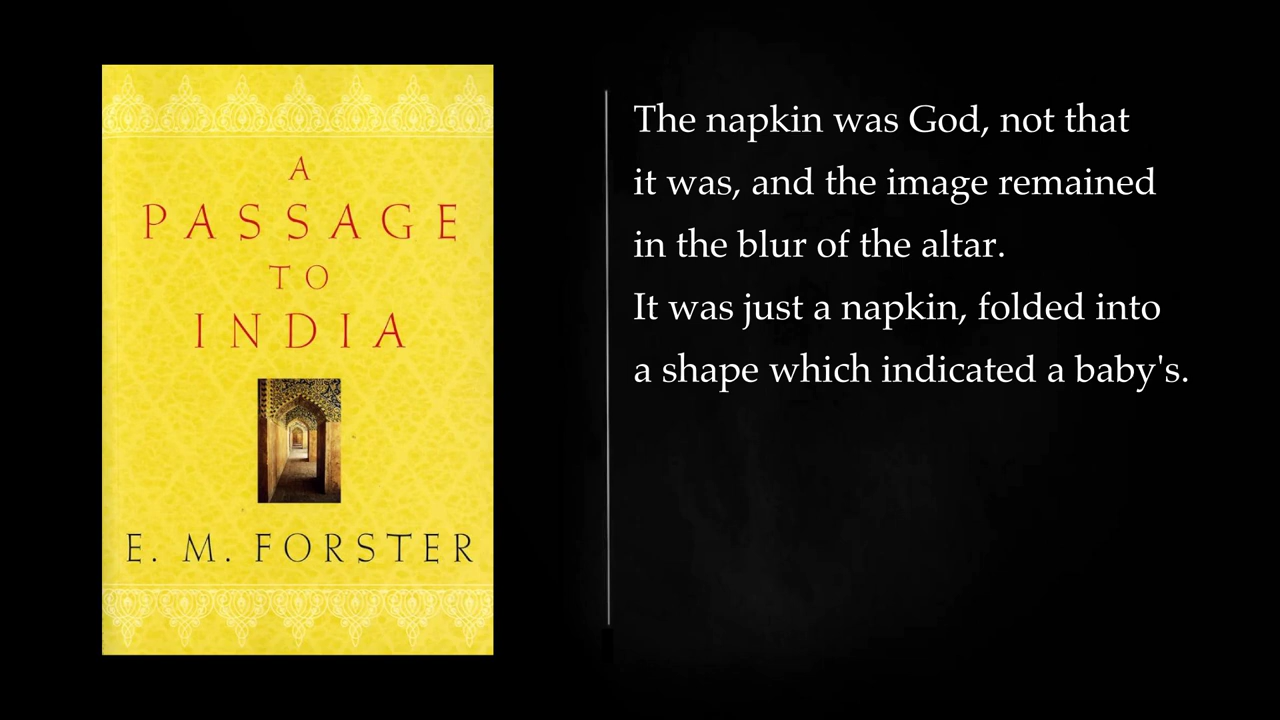 A
PASSAGE
TO
INDIA
E. M. FORSTER
The napkin was God, not that
it was, and the image remained
in the blur of the altar.
It was just a napkin, folded into
a shape which indicated a baby's.